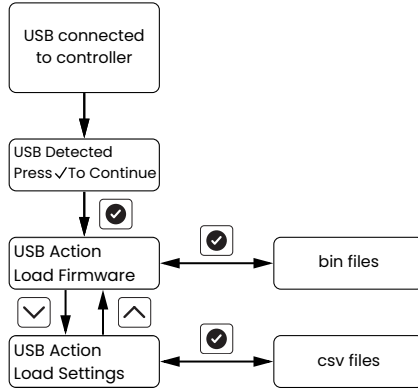 USB connected
to controller
USB Detected
Press ✓To Continue
USB Action
Load Firmware
bin files
USB Action
Load Settings
csv files